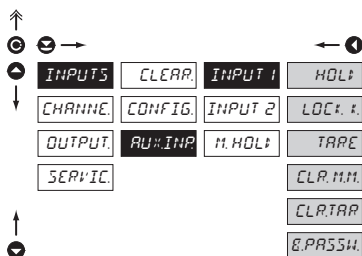 INPUTS CLEAR. INPUT 1 HOLD
CHANNE. CONFIG. INPUT 2 LOCK. K.
OUTPUT. AUX.INP. M. HOLD TARE
SERVIC. CLR. M.M.
CLR.TAR
E.PASSW.